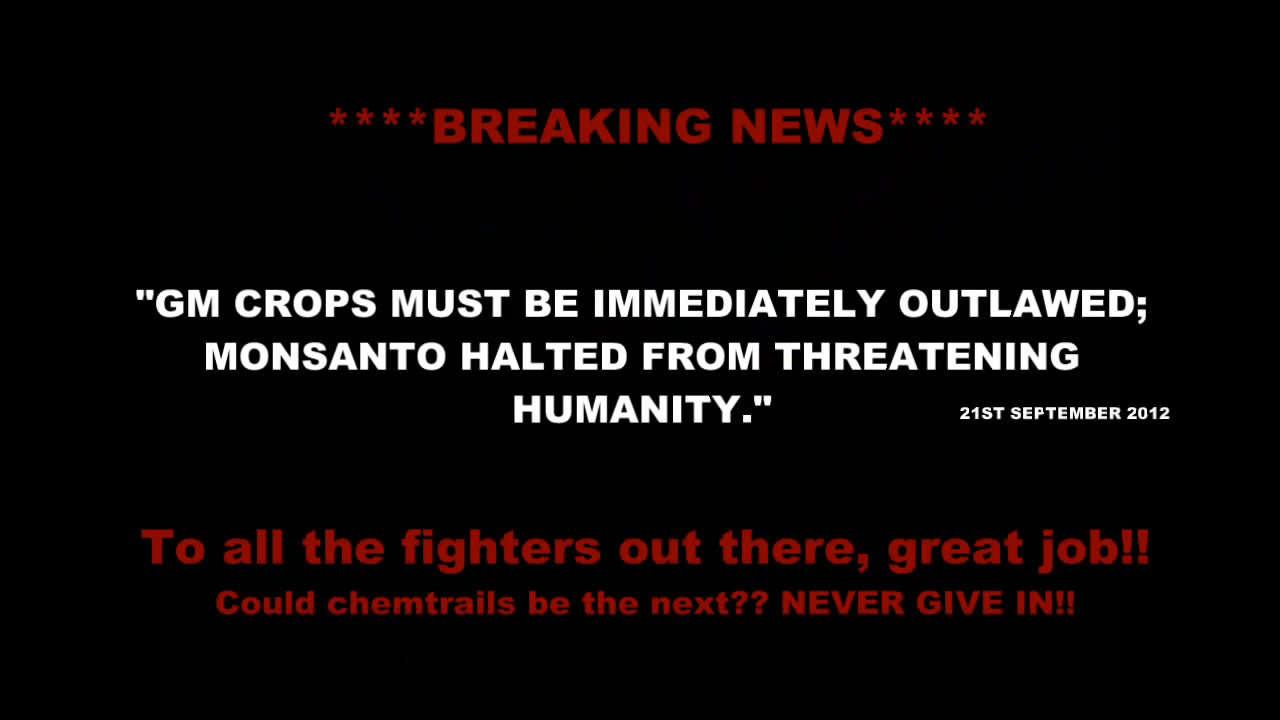 ****BREAKING NEWS****
"GM CROPS MUST BE IMMEDIATELY OUTLAWED;
MONSANTO HALTED FROM THREATENING
HUMANITY."
21ST SEPTEMBER 2012
To all the fighters out there, great job!!
Could chemtrails be the next?? NEVER GIVE IN!!